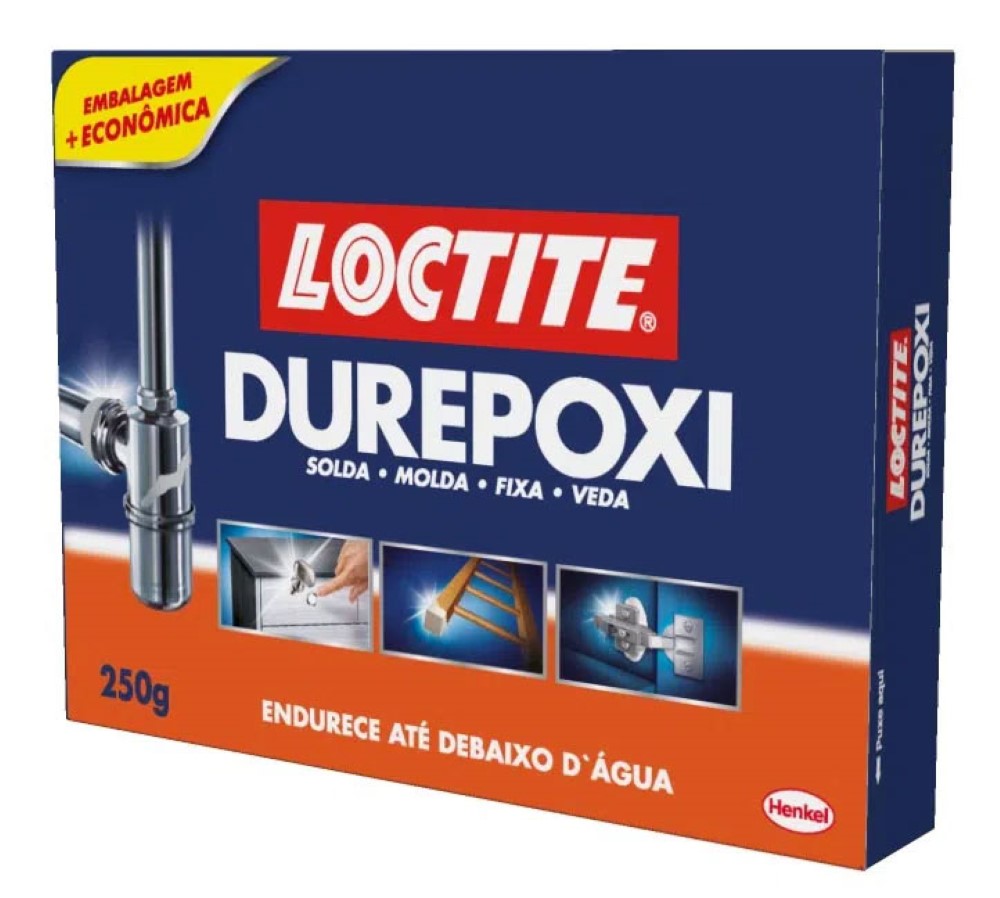 EMBALAGEM
+ ECONÔMICA
LOCTITE®
DUREPOXI
SOLDA • MOLDA • FIXA • VEDA
250g
ENDURECE ATÉ DEBAIXO D`ÁGUA
Henkel
LOCTITE.
DUREPOXI
Puxe aqui